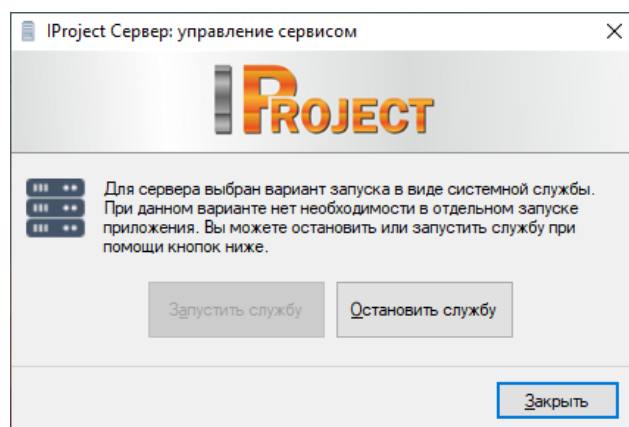 IProject Сервер: управление сервисом
IPROJECT
Для сервера выбран вариант запуска в виде системной службы.
При данном варианте нет необходимости в отдельном запуске
приложения. Вы можете остановить или запустить службу при
помощи кнопок ниже.
Запустить службу
Остановить службу
Закрыть